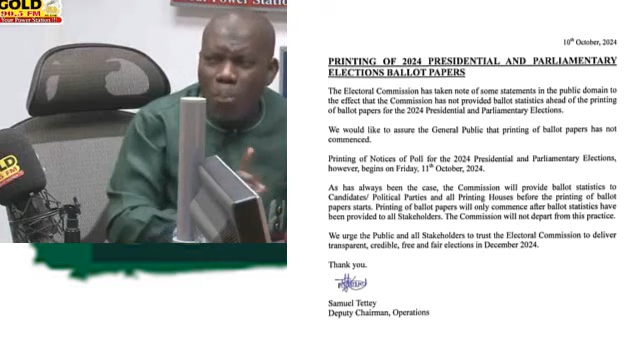 GOLD
90.5 FM
Your Power Station !!
Your Power Station
GOLD
10th October, 2024
PRINTING OF 2024 PRESIDENTIAL AND PARLIAMENTARY
ELECTIONS BALLOT PAPERS
The Electoral Commission has taken note of some statements in the public domain to
the effect that the Commission has not provided ballot statistics ahead of the printing
of ballot papers for the 2024 Presidential and Parliamentary Elections.
We would like to assure the General Public that printing of ballot papers has not
commenced.
Printing of Notices of Poll for the 2024 Presidential and Parliamentary Elections,
however, begins on Friday, 11th October, 2024.
As has always been the case, the Commission will provide ballot statistics to
Candidates/ Political Parties and all Printing Houses before the printing of ballot
papers starts. Printing of ballot papers will only commence after ballot statistics have
been provided to all Stakeholders. The Commission will not depart from this practice.
We urge the Public and all Stakeholders to trust the Electoral Commission to deliver
transparent, credible, free and fair elections in December 2024.
Thank you.
Samuel Tettey
Deputy Chairman, Operations